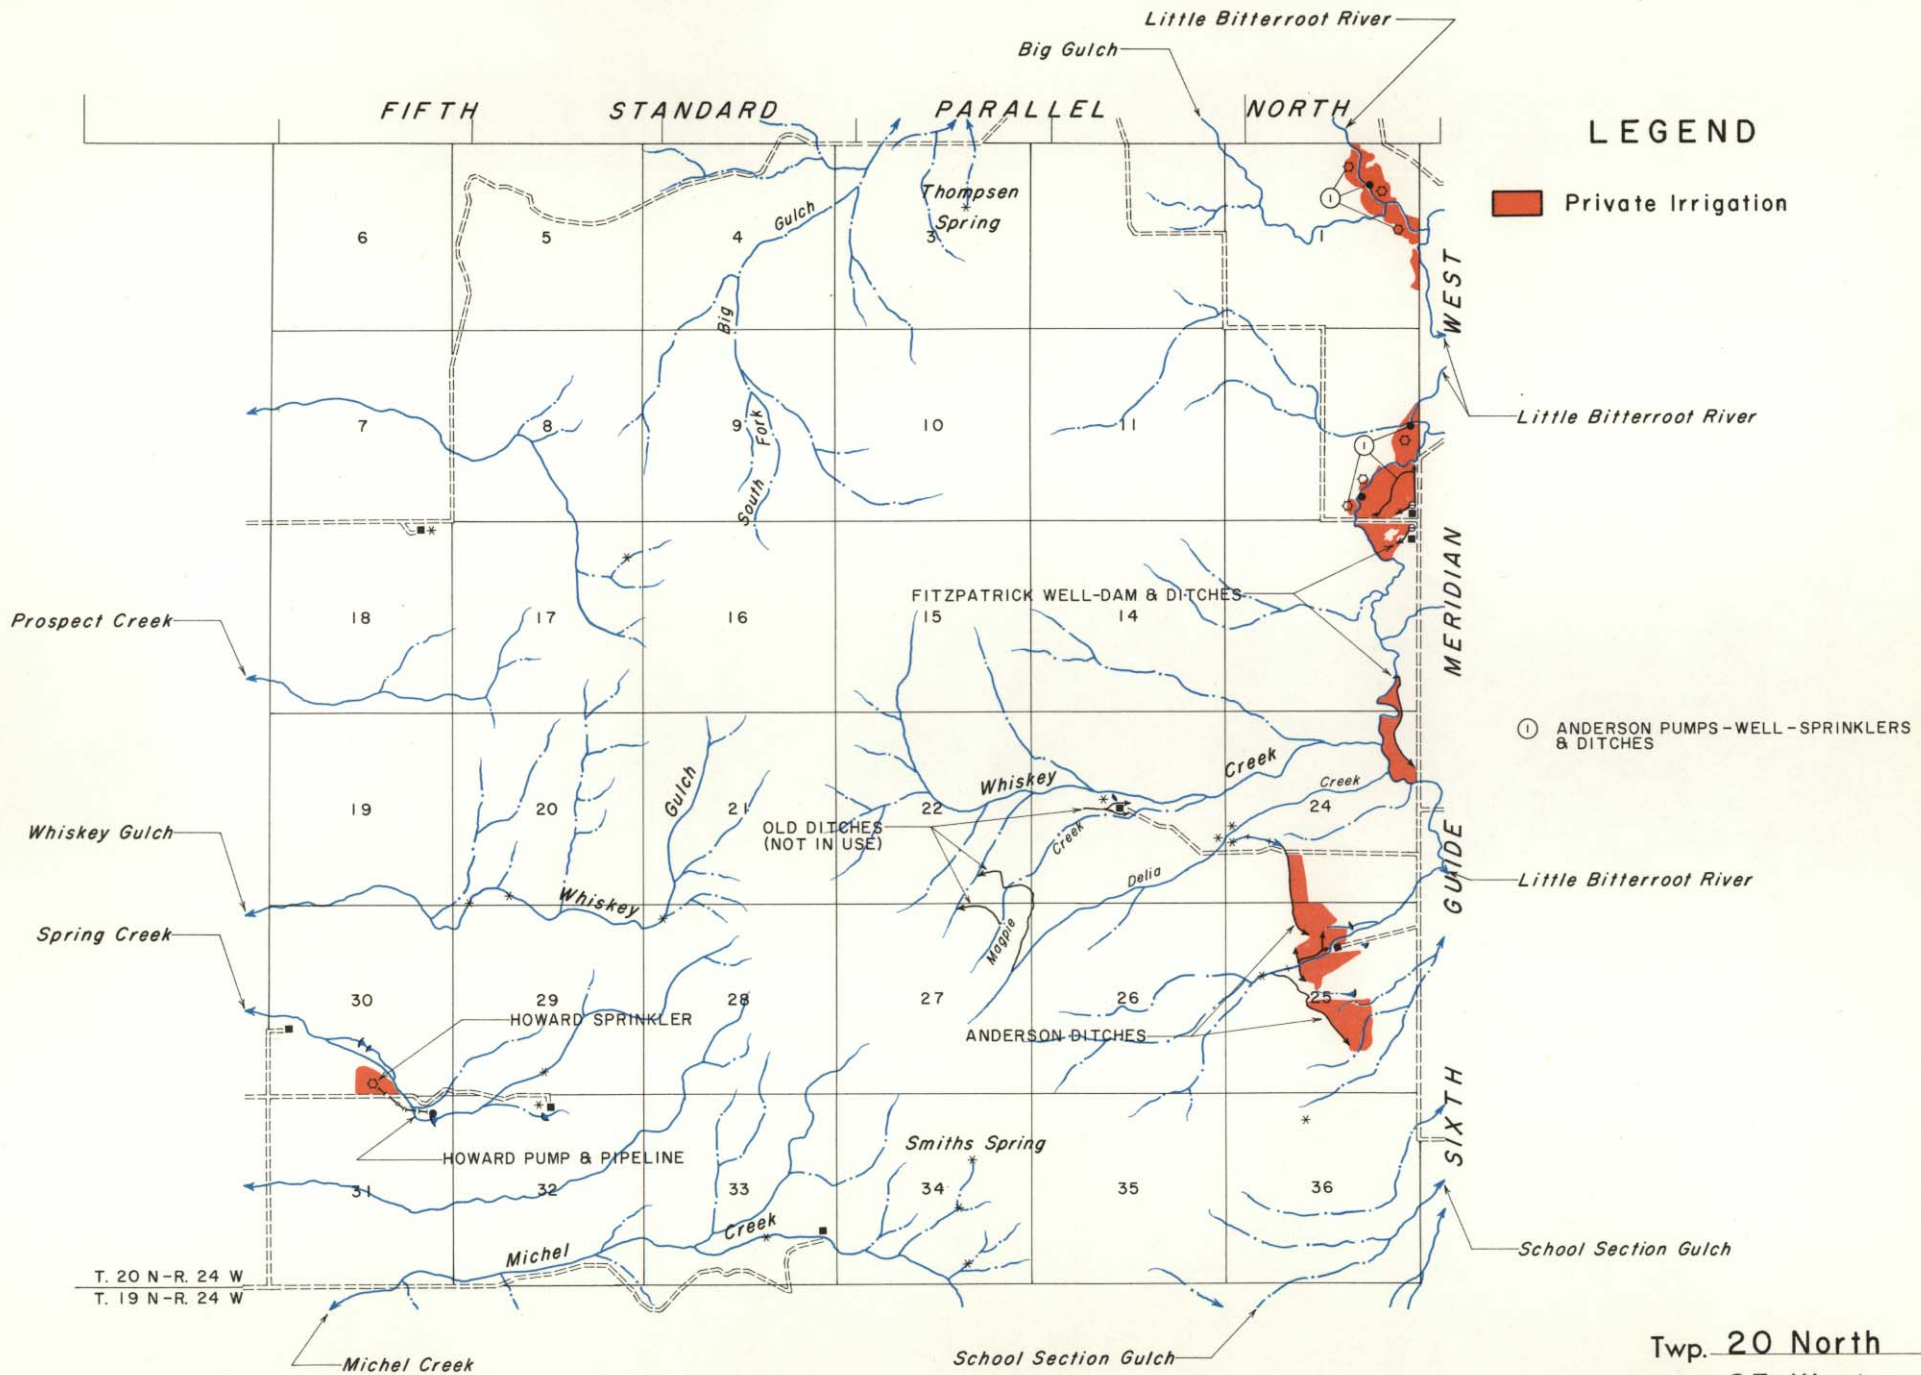 Little Bitterroot River
Big Gulch
FIFTH STANDARD PARALLEL NORTH
LEGEND
Private Irrigation
Thompsen
Spring
Gulch
6 5 4 3 1
WEST
Big
Little Bitterroot River
7 8 9 10 11
Fork
South
1
1
MERIDIAN
FITZPATRICK WELL-DAM & DITCHES
Prospect Creek
18 17 16 15 14
1 ANDERSON PUMPS-WELL-SPRINKLERS
& DITCHES
Whiskey Creek
Gulch
Creek
19 20 21 22 24
Whiskey Gulch
OLD DITCHES
(NOT IN USE)
Creek
Delia
GUIDE
Little Bitterroot River
Whiskey
Magpie
Spring Creek
30 29 28 27 26 25
HOWARD SPRINKLER
ANDERSON DITCHES
SIXTH
Smiths Spring
HOWARD PUMP & PIPELINE
31 32 33 34 35 36
Creek
Michel
School Section Gulch
T. 20 N-R. 24 W
T. 19 N-R. 24 W
Michel Creek
School Section Gulch
Twp. 20 North